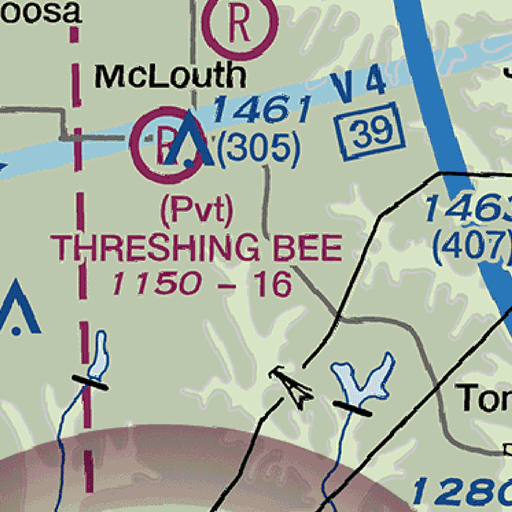 oosa
R
McLouth
V 4
1461
(305)
39
R
(Pvt)
THRESHING BEE
1150 - 16
1463
(407)
Ton
1280